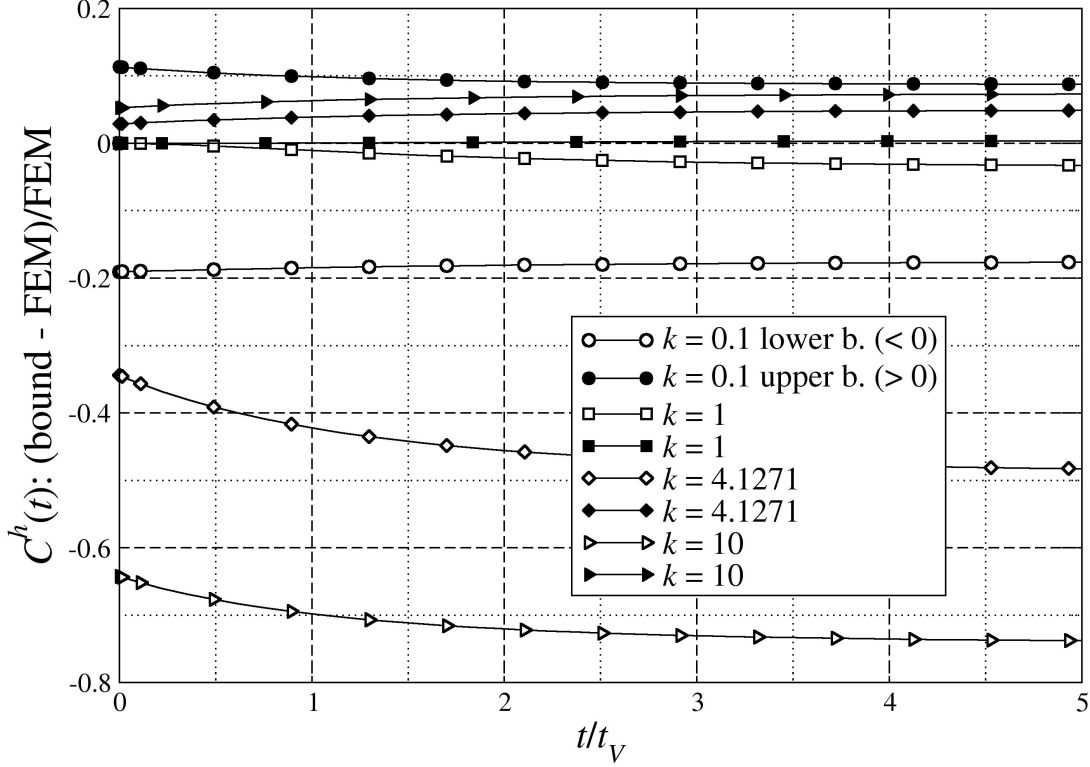 0.2
0
-0.2
-0.4
-0.6
-0.8
C^h(t): (bound - FEM)/FEM
k = 0.1 lower b. (< 0)
k = 0.1 upper b. (> 0)
k = 1
k = 1
k = 4.1271
k = 4.1271
k = 10
k = 10
0 1 2 3 4 5
t/t_V